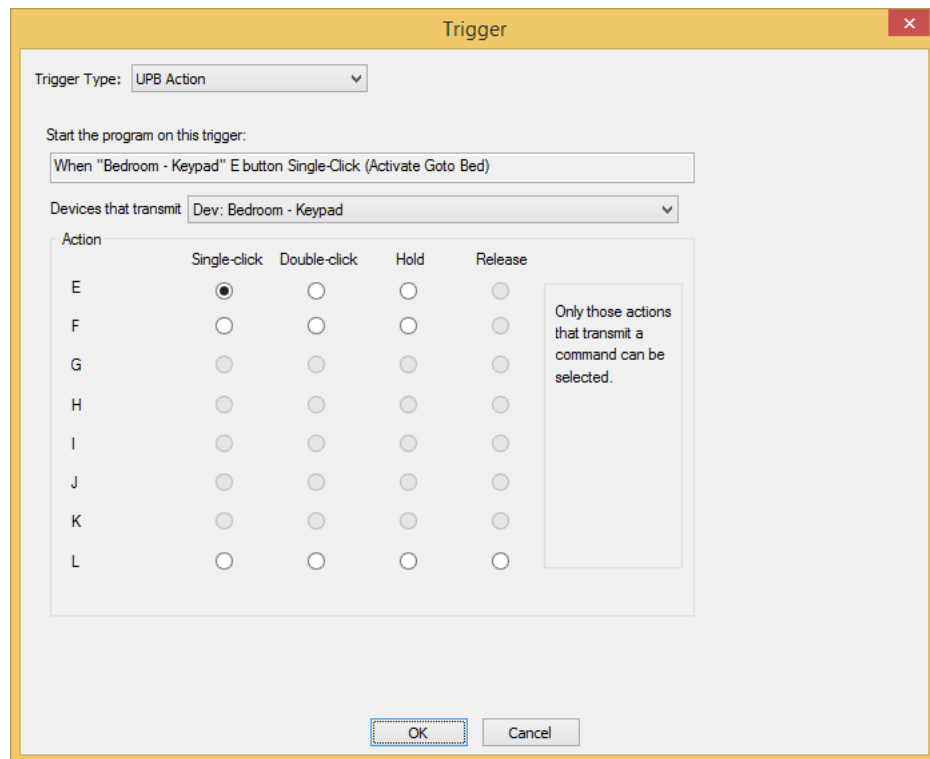 Trigger
Trigger Type: UPB Action
Start the program on this trigger:
When "Bedroom - Keypad" E button Single-Click (Activate Goto Bed)
Devices that transmit Dev: Bedroom - Keypad
Action
Single-click Double-click Hold Release
E
F
G
H
I
J
K
L
Only those actions
that transmit a
command can be
selected.
OK Cancel